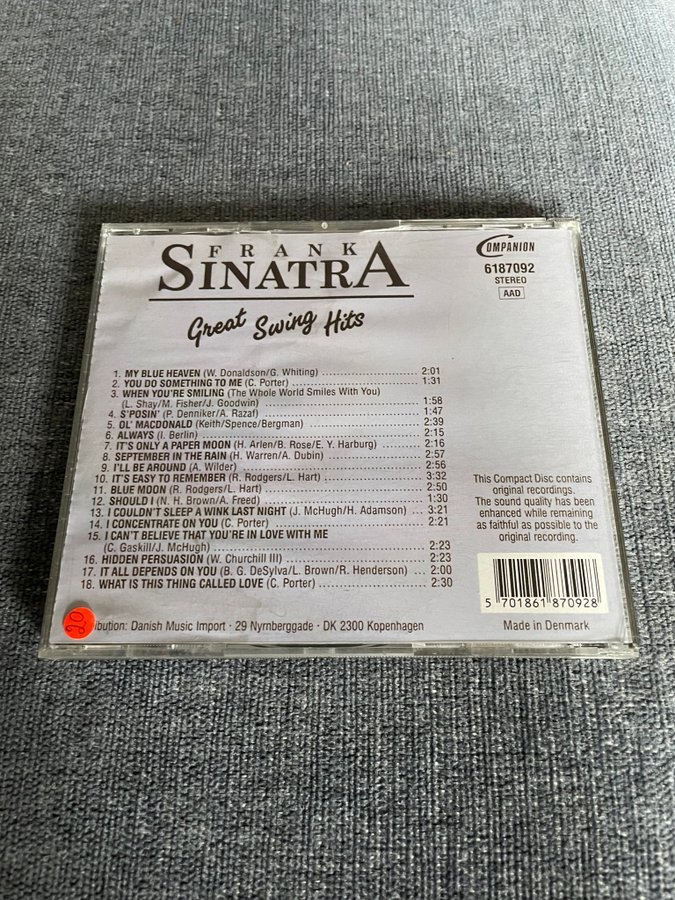 FRANK
SINATRA
Great Swing Hits
COMPANION
6187092
STEREO
AAD
1. MY BLUE HEAVEN (W. Donaldson/G. Whiting) 2:01
2. YOU DO SOMETHING TO ME (C. Porter) 1:31
3. WHEN YOU'RE SMILING (The Whole World Smiles With You)
(L. Shay/M. Fisher/J. Goodwin) 1:58
4. S'POSIN' (P. Denniker/A. Razaf) 1:47
5. OL' MACDONALD (Keith/Spence/Bergman) 2:39
6. ALWAYS (I. Berlin) 2:15
7. IT'S ONLY A PAPER MOON (H. Arlen/B. Rose/E. Y. Harburg) 2:16
8. SEPTEMBER IN THE RAIN (H. Warren/A. Dubin) 2:57
9. I'LL BE AROUND (A. Wilder) 2:56
10. IT'S EASY TO REMEMBER (R. Rodgers/L. Hart) 3:32
11. BLUE MOON (R. Rodgers/L. Hart) 2:50
12. SHOULD I (N. H. Brown/A. Freed) 1:30
13. I COULDN'T SLEEP A WINK LAST NIGHT (J. McHugh/H. Adamson) 3:21
14. I CONCENTRATE ON YOU (C. Porter) 2:21
15. I CAN'T BELIEVE THAT YOU'RE IN LOVE WITH ME
(C. Gaskill/J. McHugh) 2:23
16. HIDDEN PERSUASION (W. Churchill III) 2:23
17. IT ALL DEPENDS ON YOU (B. G. DeSylva/L. Brown/R. Henderson) 2:00
18. WHAT IS THIS THING CALLED LOVE (C. Porter) 2:30
This Compact Disc contains
original recordings.
The sound quality has been
enhanced while remaining
as faithful as possible to the
original recording.
5 701861 870928
20
ibution: Danish Music Import · 29 Nyrnberggade · DK 2300 Kopenhagen
Made in Denmark